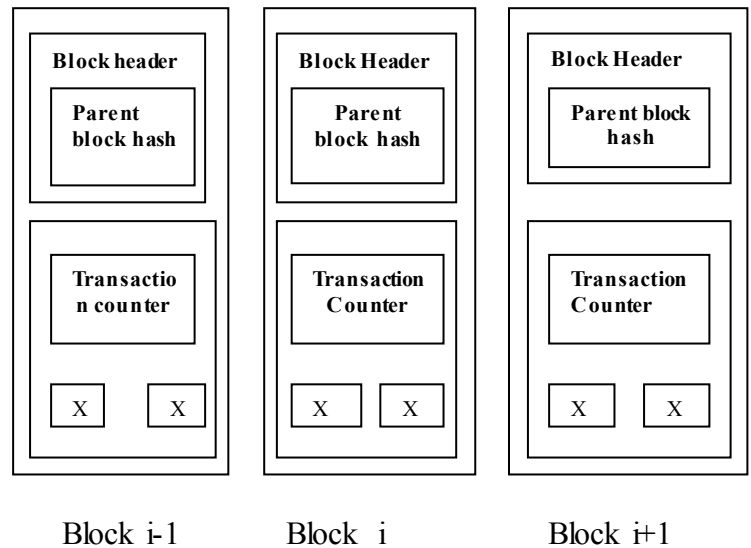 Block header
Parent
block hash
Transactio
n counter
X X
Block i-1
Block Header
Parent
block hash
Transaction
Counter
X X
Block i
Block Header
Parent block
hash
Transaction
Counter
X X
Block i+1